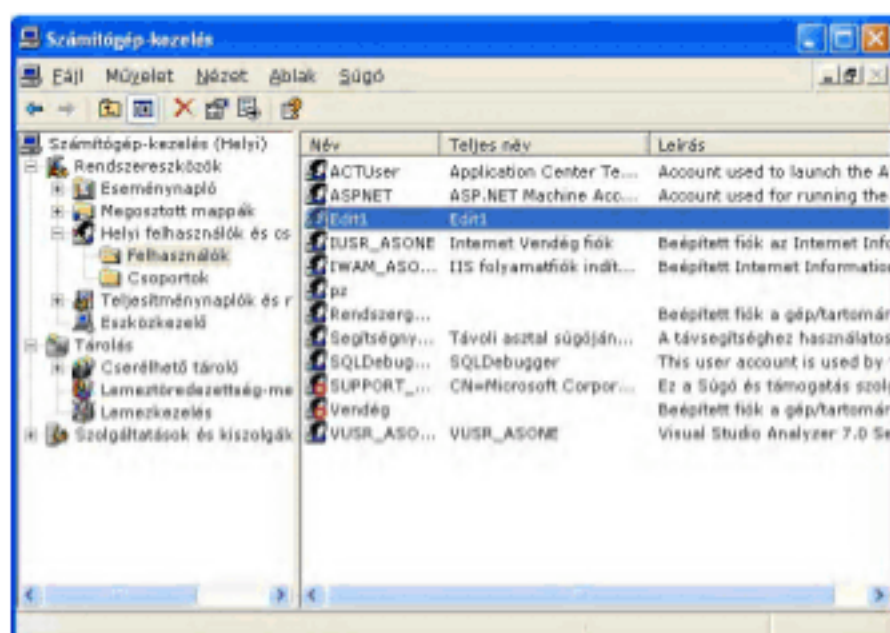 Számítógép-kezelés
Fájl Művelet Nézet Ablak Súgó
Számítógép-kezelés (Helyi)
Rendszereszközök
Eseménynapló
Megosztott mappák
Helyi felhasználók és cs
Felhasználók
Csoportok
Teljesítménynaplók és r
Eszközkezelő
Tárolás
Cserélhető tároló
Lemeztöredezettség-me
Lemezkezelés
Szolgáltatások és kiszolgák
Név Teljes név Leírás
ACTUser Application Center Te... Account used to launch the A
ASPNET ASP.NET Machine Acc... Account used for running the
Edit1 Edit1
IUSR_ASONE Internet Vendég fiók Beépített fiók az Internet Info
IWAM_ASO... IIS folyamatfiók indít... Beépített Internet Informatio
pz
Rendszerg... Beépített fiók a gép/tartomán
Segítségny... Távoli asztal súgóján... A távsegítséghez használatos
SQLDebug... SQLDebugger This user account is used by
SUPPORT_... CN=Microsoft Corpor... Ez a Súgó és támogatás szolg
Vendég Beépített fiók a gép/tartomán
VUSR_ASO... VUSR_ASONE Visual Studio Analyzer 7.0 Se